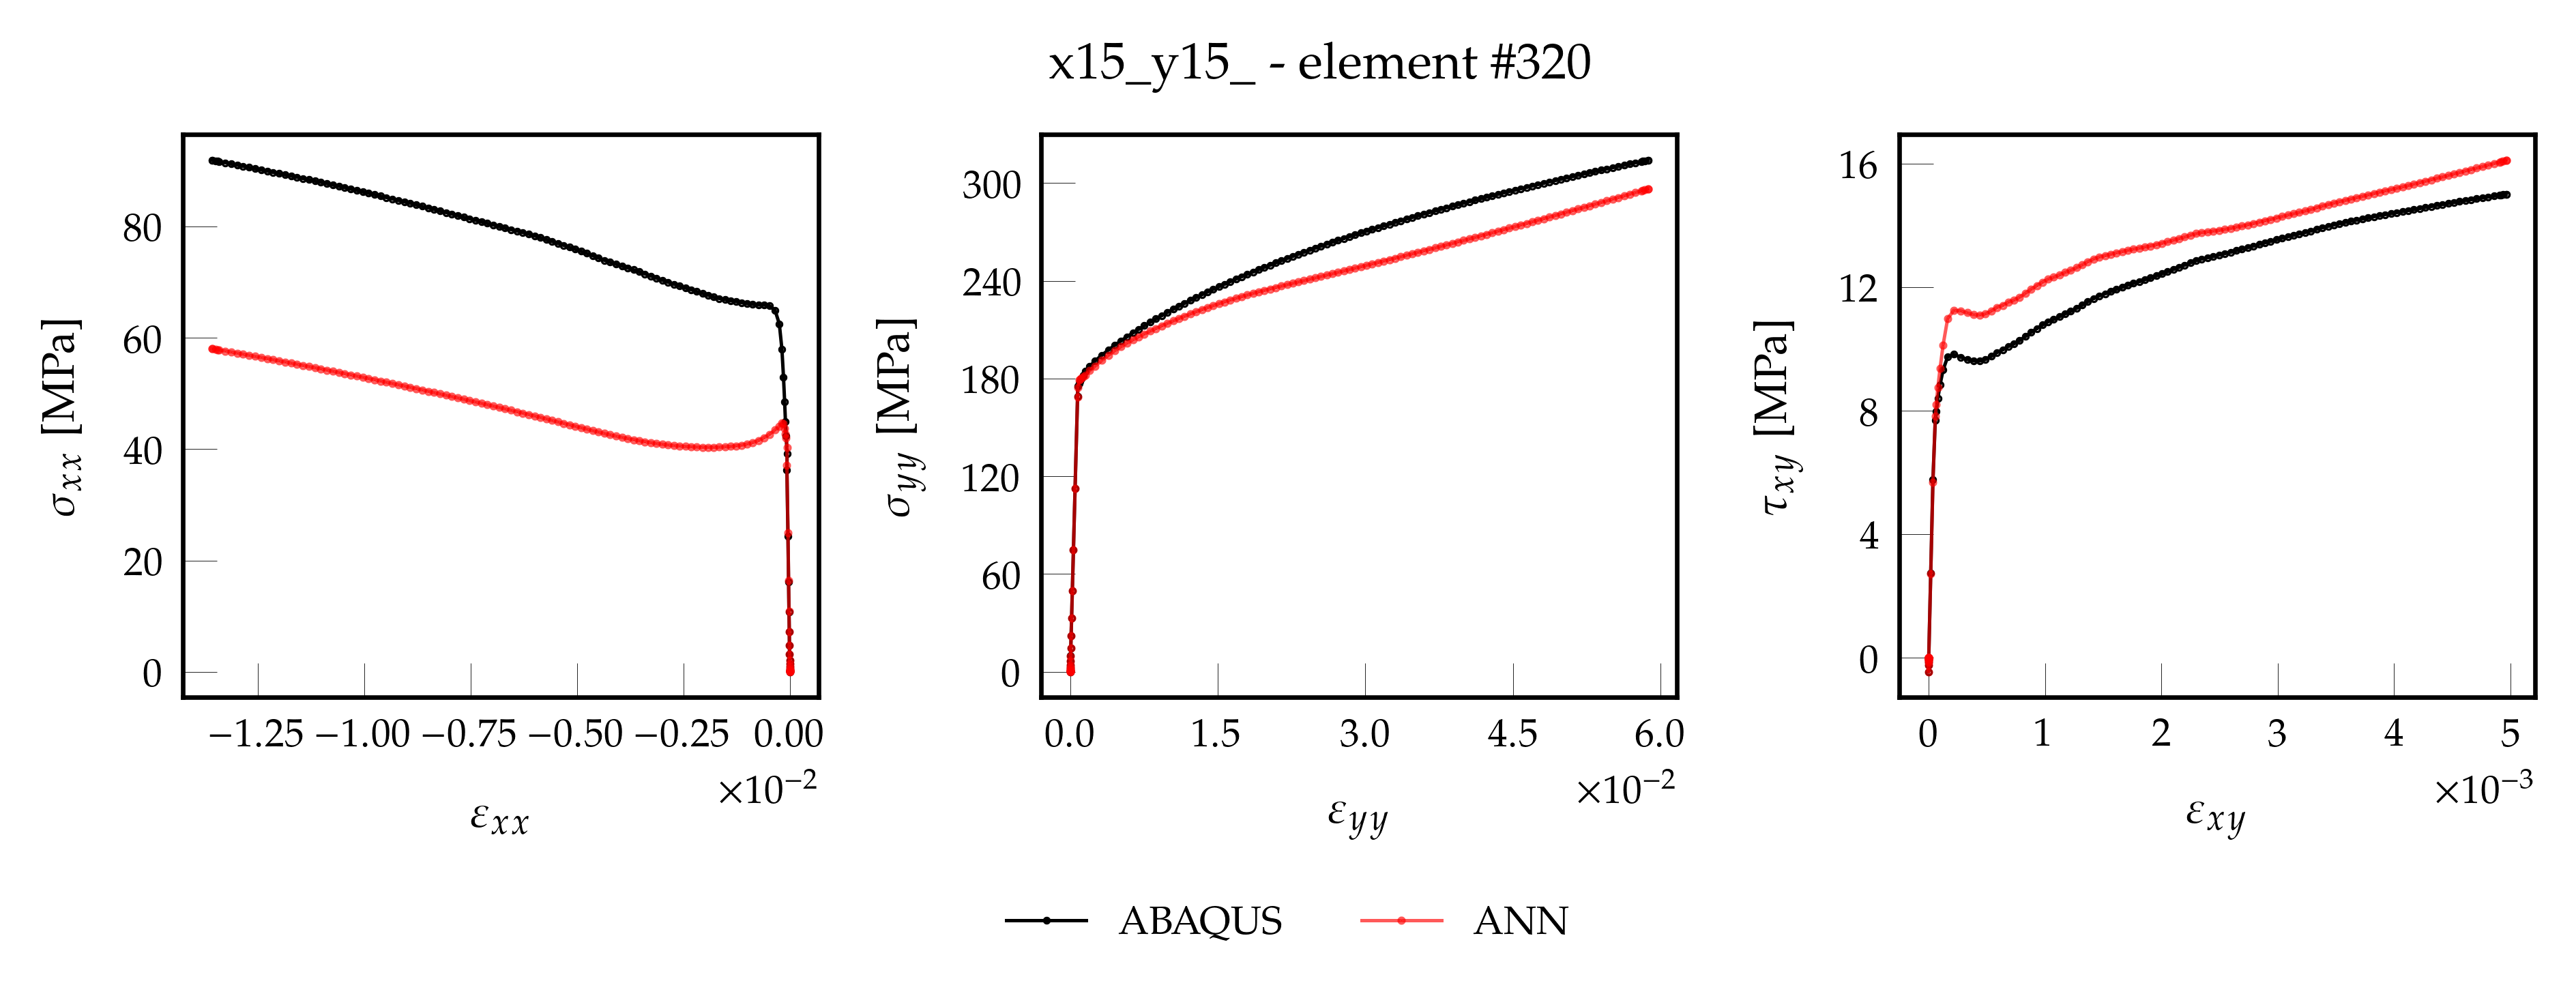 x15_y15_ - element #320
σxx [MPa]
80
60
40
20
0
−1.25 −1.00 −0.75 −0.50 −0.25 0.00
×10−2
εxx
σyy [MPa]
300
240
180
120
60
0
0.0 1.5 3.0 4.5 6.0
×10−2
εyy
τxy [MPa]
16
12
8
4
0
0 1 2 3 4 5
×10−3
εxy
ABAQUS ANN